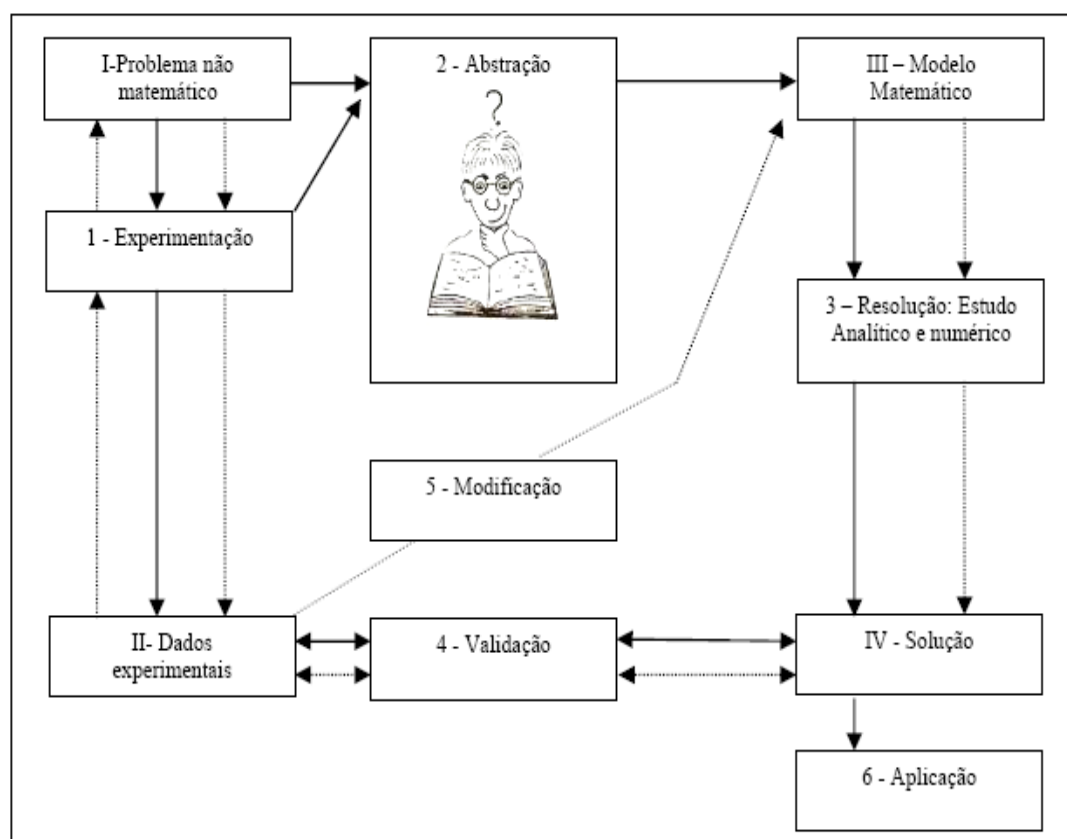 I-Problema não
matemático
2 - Abstração
?
III – Modelo
Matemático
1 - Experimentação
3 – Resolução: Estudo
Analítico e numérico
5 - Modificação
II- Dados
experimentais
4 - Validação
IV - Solução
6 - Aplicação